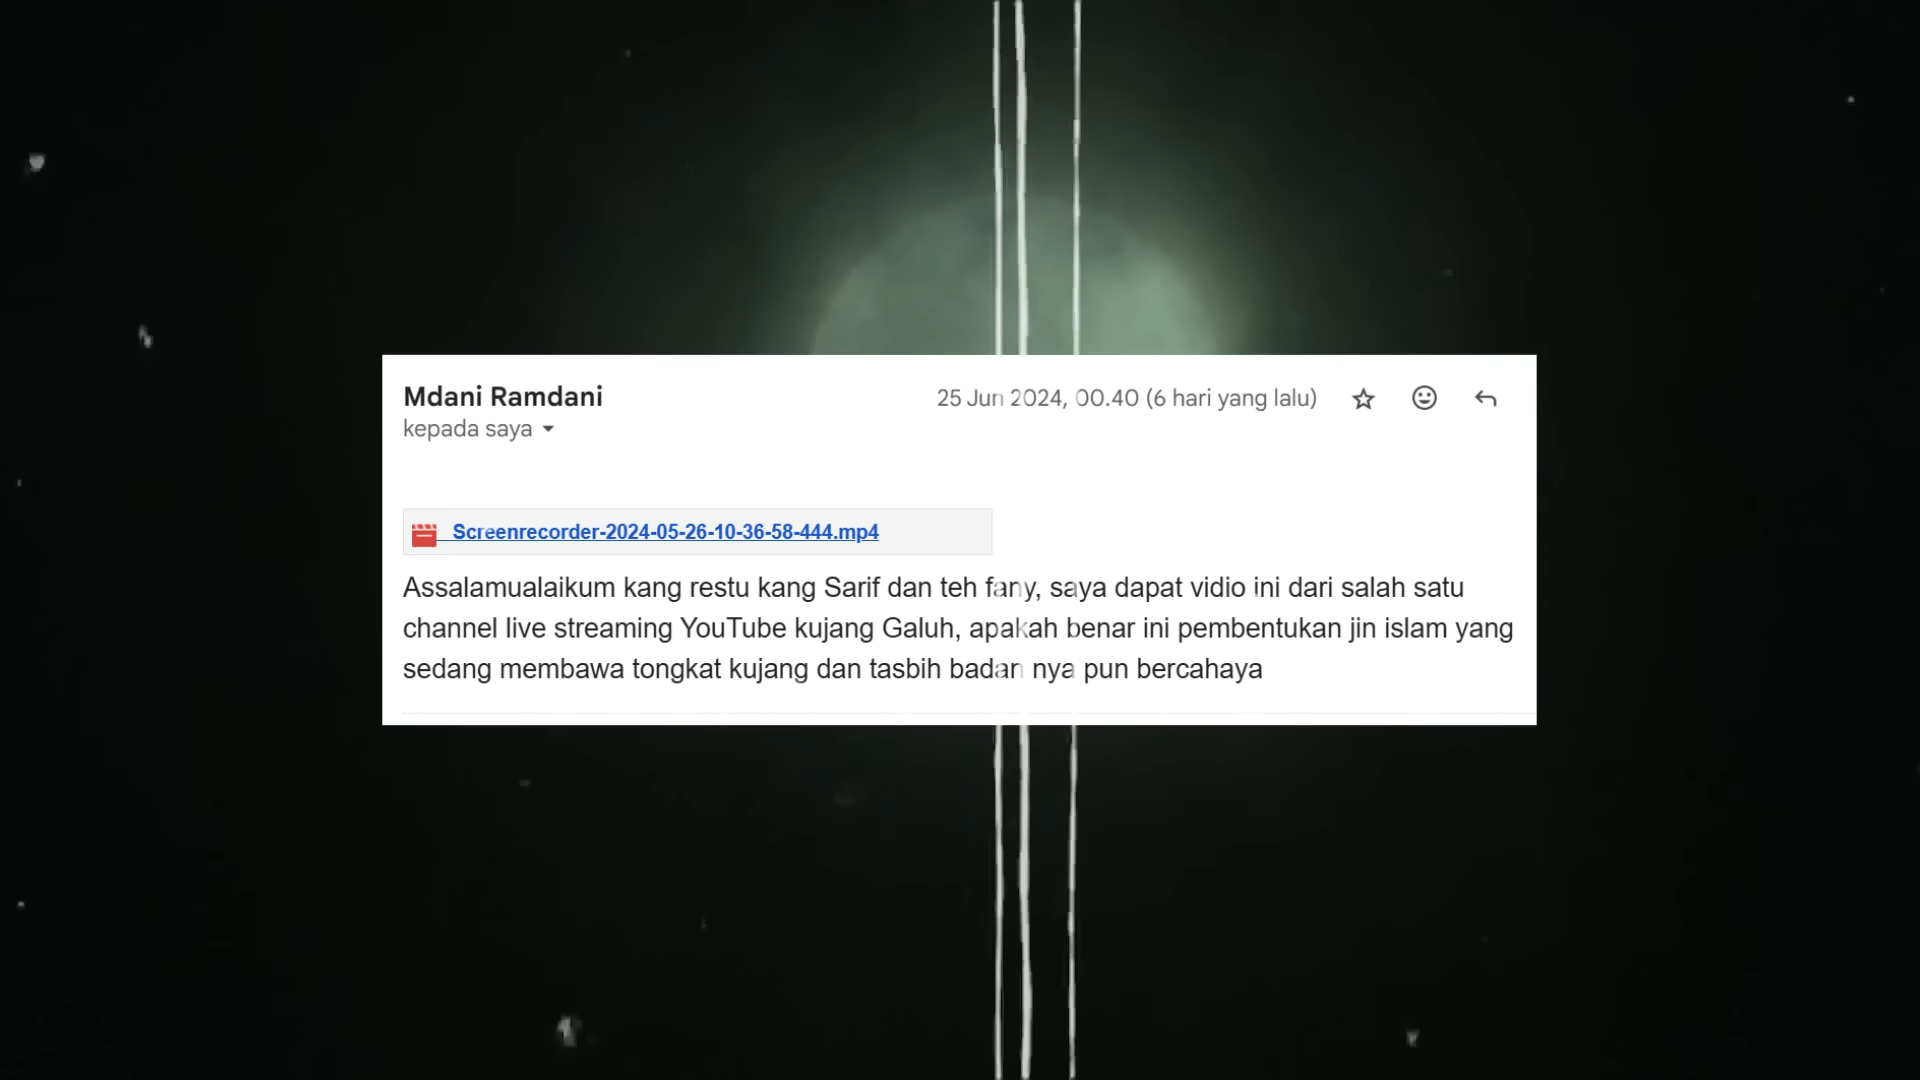 Mdani Ramdani
25 Jun 2024, 00.40 (6 hari yang lalu)
kepada saya
Screenrecorder-2024-05-26-10-36-58-444.mp4
Assalamualaikum kang restu kang Sarif dan teh fany, saya dapat vidio ini dari salah satu
channel live streaming YouTube kujang Galuh, apakah benar ini pembentukan jin islam yang
sedang membawa tongkat kujang dan tasbih badan nya pun bercahaya